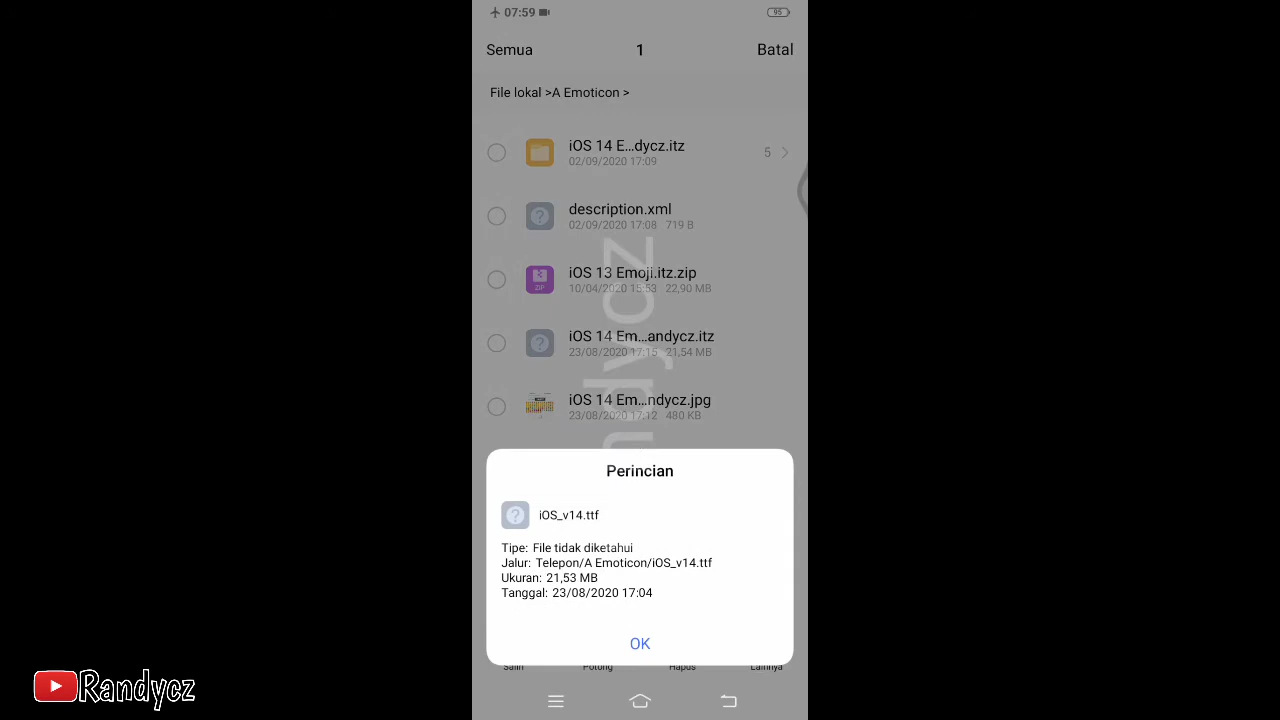 07:59
95
Semua
1
Batal
File lokal >A Emoticon >
iOS 14 E...dycz.itz
02/09/2020 17:09
5
description.xml
02/09/2020 17:08 719 B
iOS 13 Emoji.itz.zip
10/04/2020 15:53 22,90 MB
ZIP
iOS 14 Em...andycz.itz
23/08/2020 17:15 21,54 MB
iOS 14 Em...ndycz.jpg
23/08/2020 17:12 480 KB
Perincian
iOS_v14.ttf
Tipe: File tidak diketahui
Jalur: Telepon/A Emoticon/iOS_v14.ttf
Ukuran: 21,53 MB
Tanggal: 23/08/2020 17:04
OK
Salin
Potong
Hapus
Lainnya
Randycz